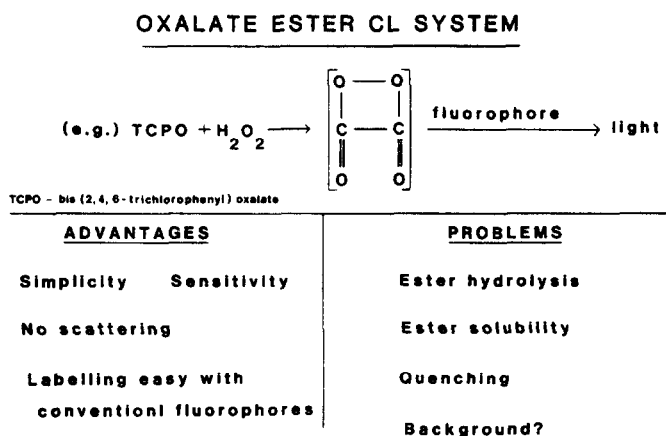 OXALATE ESTER CL SYSTEM
O — O
(e.g.) TCPO + H2O2 ⟶ C — C fluorophore ⟶ light
O O
TCPO - bis (2, 4, 6 - trichlorophenyl) oxalate
ADVANTAGES
Simplicity Sensitivity
No scattering
Labelling easy with
conventionl fluorophores
PROBLEMS
Ester hydrolysis
Ester solubility
Quenching
Background?